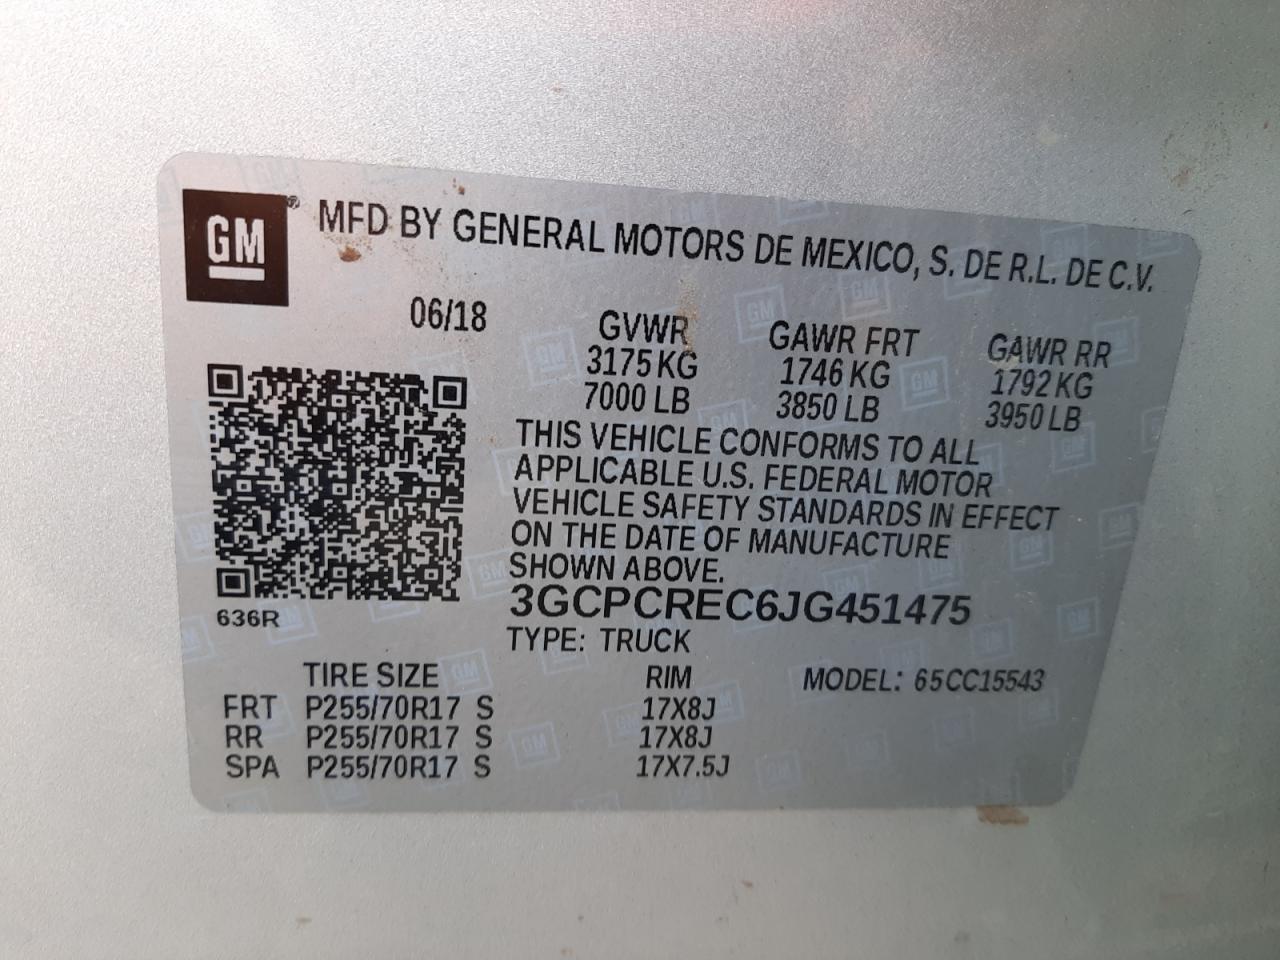 GM® MFD BY GENERAL MOTORS DE MEXICO, S. DE R.L. DE C.V.
06/18
GVWR GAWR FRT GAWR RR
3175 KG 1746 KG 1792 KG
7000 LB 3850 LB 3950 LB
THIS VEHICLE CONFORMS TO ALL
APPLICABLE U.S. FEDERAL MOTOR
VEHICLE SAFETY STANDARDS IN EFFECT
ON THE DATE OF MANUFACTURE
SHOWN ABOVE.
636R
3GCPCREC6JG451475
TYPE: TRUCK
TIRE SIZE RIM MODEL: 65CC15543
FRT P255/70R17 S 17X8J
RR P255/70R17 S 17X8J
SPA P255/70R17 S 17X7.5J